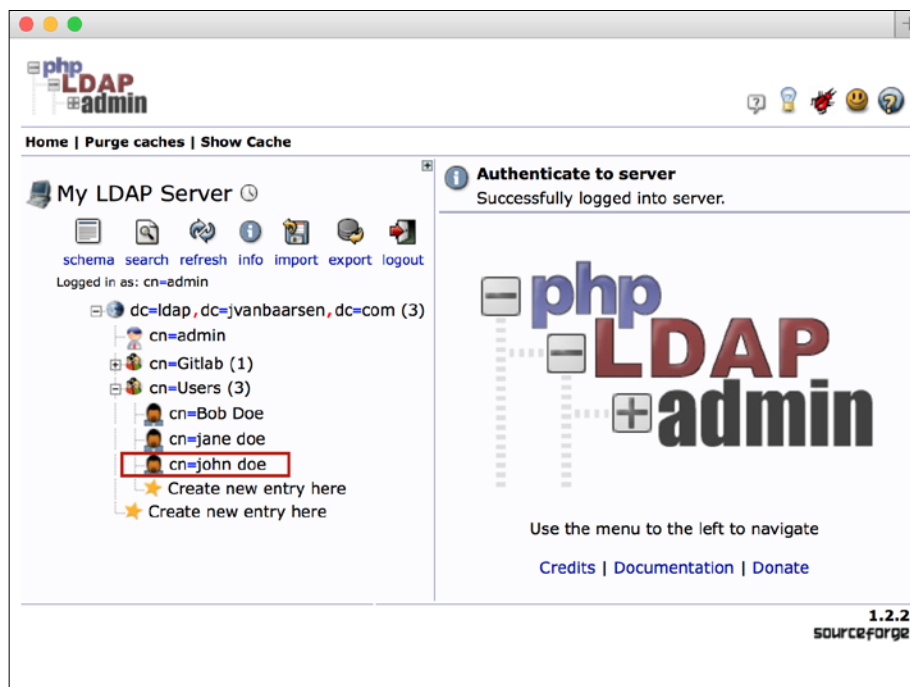 php
LDAP
admin
Home | Purge caches | Show Cache
My LDAP Server
schema search refresh info import export logout
Logged in as: cn=admin
dc=ldap,dc=jvanbaarsen,dc=com (3)
cn=admin
cn=Gitlab (1)
cn=Users (3)
cn=Bob Doe
cn=jane doe
cn=john doe
Create new entry here
Create new entry here
Authenticate to server
Successfully logged into server.
php
LDAP
admin
Use the menu to the left to navigate
Credits | Documentation | Donate
1.2.2
sourceforge